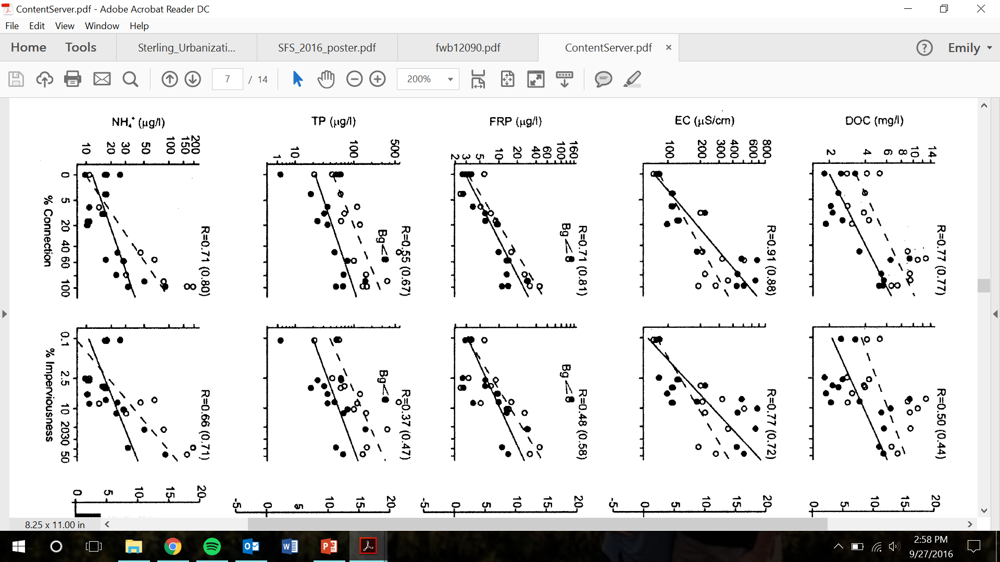 ContentServer.pdf - Adobe Acrobat Reader DC
File Edit View Window Help
Home Tools Sterling_Urbanizati... SFS_2016_poster.pdf fwb12090.pdf ContentServer.pdf × ? Emily
7 / 14 200%
NH₄⁺ (µg/l) TP (µg/l) FRP (µg/l) EC (µS/cm) DOC (mg/l)
10 20 30 50 100 150 200
1 10 100 500
2 3 5 10 20 40 60 100 160
100 200 300 400 600 800
2 4 6 8 10 14
0 5 20 40 60 100
% Connection
R=0.71 (0.80)
Bg
R=0.55 (0.67)
Bg
R=0.71 (0.81)
R=0.91 (0.88)
R=0.77 (0.77)
0.1 2.5 10 20 30 50
% Imperviousness
R=0.66 (0.71)
Bg
R=0.37 (0.47)
Bg
R=0.48 (0.58)
R=0.77 (0.72)
R=0.50 (0.44)
0 5 10 15 20
-5 0 5 10 15 20
-5 0 5 10 15 20
-5 0 5 10 15 20
0 5 10 15 20
8.25 x 11.00 in
2:58 PM
9/27/2016